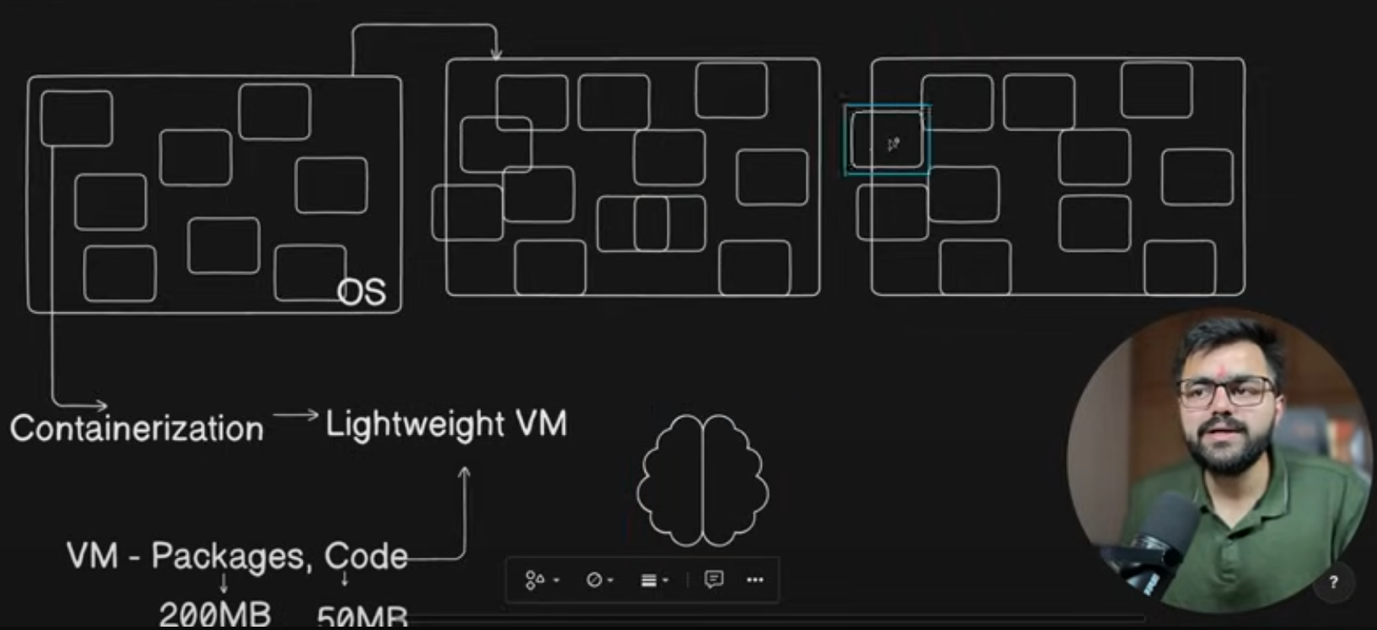 OS
Containerization
Lightweight VM
VM - Packages, Code
200MB
50MB
?